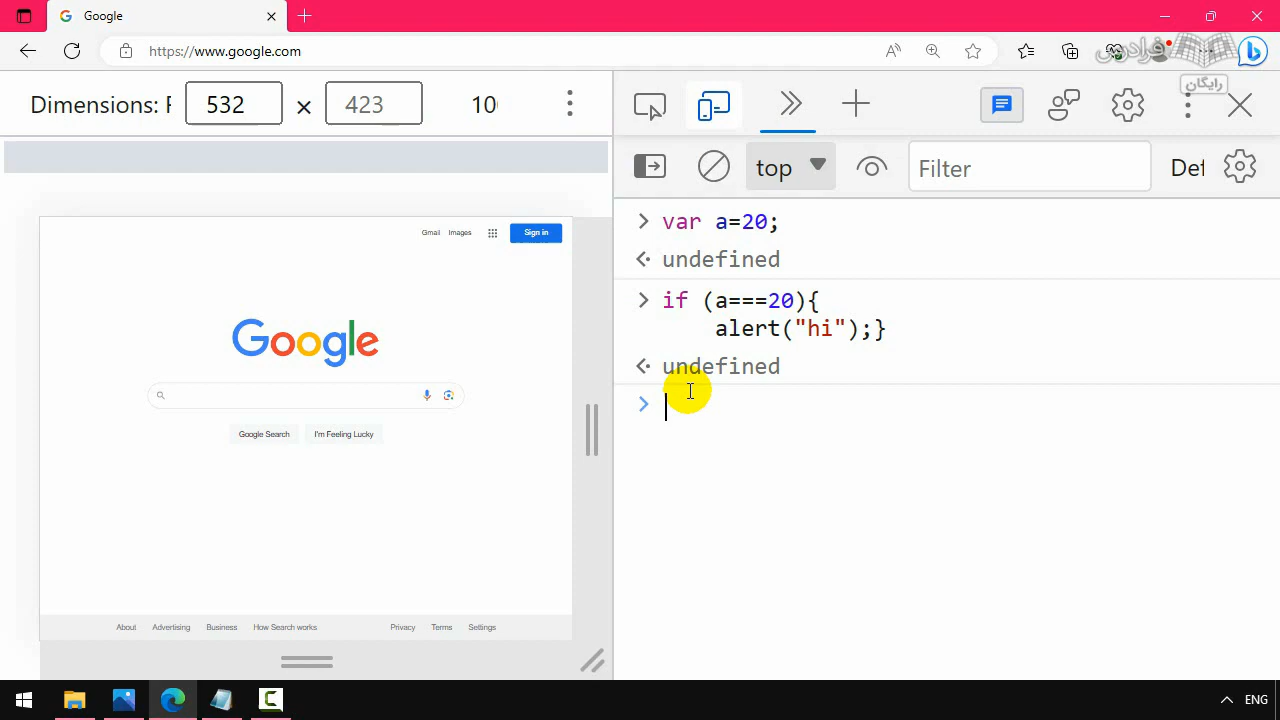 Google
https://www.google.com
فرادرس
رایگان
Dimensions: R
532 × 423
10
top
Filter
Def
Gmail Images Sign in
Google
Google Search I'm Feeling Lucky
About Advertising Business How Search works Privacy Terms Settings
var a=20;
undefined
if (a===20){
alert("hi");}
undefined
ENG